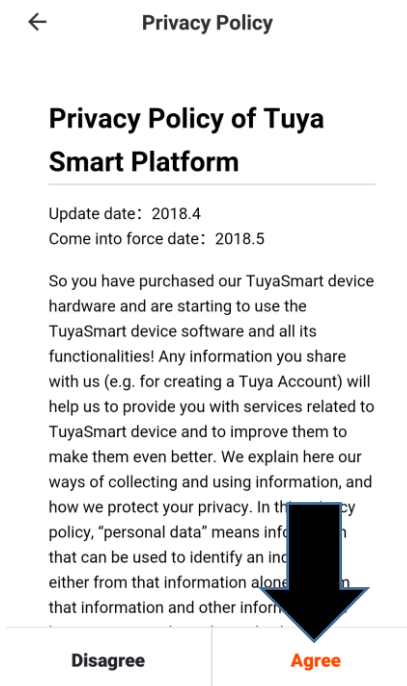 Privacy Policy
Privacy Policy of Tuya
Smart Platform
Update date：2018.4
Come into force date：2018.5
So you have purchased our TuyaSmart device
hardware and are starting to use the
TuyaSmart device software and all its
functionalities! Any information you share
with us (e.g. for creating a Tuya Account) will
help us to provide you with services related to
TuyaSmart device and to improve them to
make them even better. We explain here our
ways of collecting and using information, and
how we protect your privacy. In
policy, “personal data” means
that can be used to identify an
either from that information alone
that information and other
Disagree
Agree